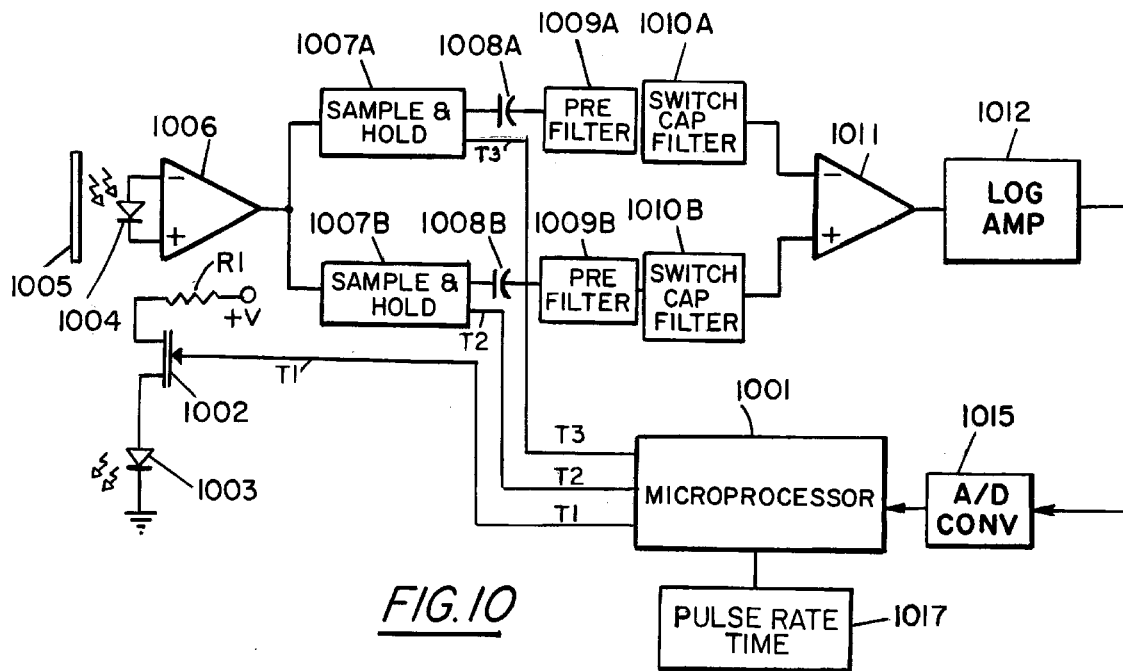 1007A
1008A
1009A
1010A
SAMPLE &
HOLD
PRE
FILTER
SWITCH
CAP
FILTER
1006
T3
1011
1012
−
+
−
+
LOG
AMP
1007B
1008B
1009B
1010B
SAMPLE &
HOLD
PRE
FILTER
SWITCH
CAP
FILTER
1005
R1
1004
+V
T2
T1
1002
1001
1015
T3
T2
T1
MICROPROCESSOR
A/D
CONV
1003
FIG.10
PULSE RATE
TIME
1017